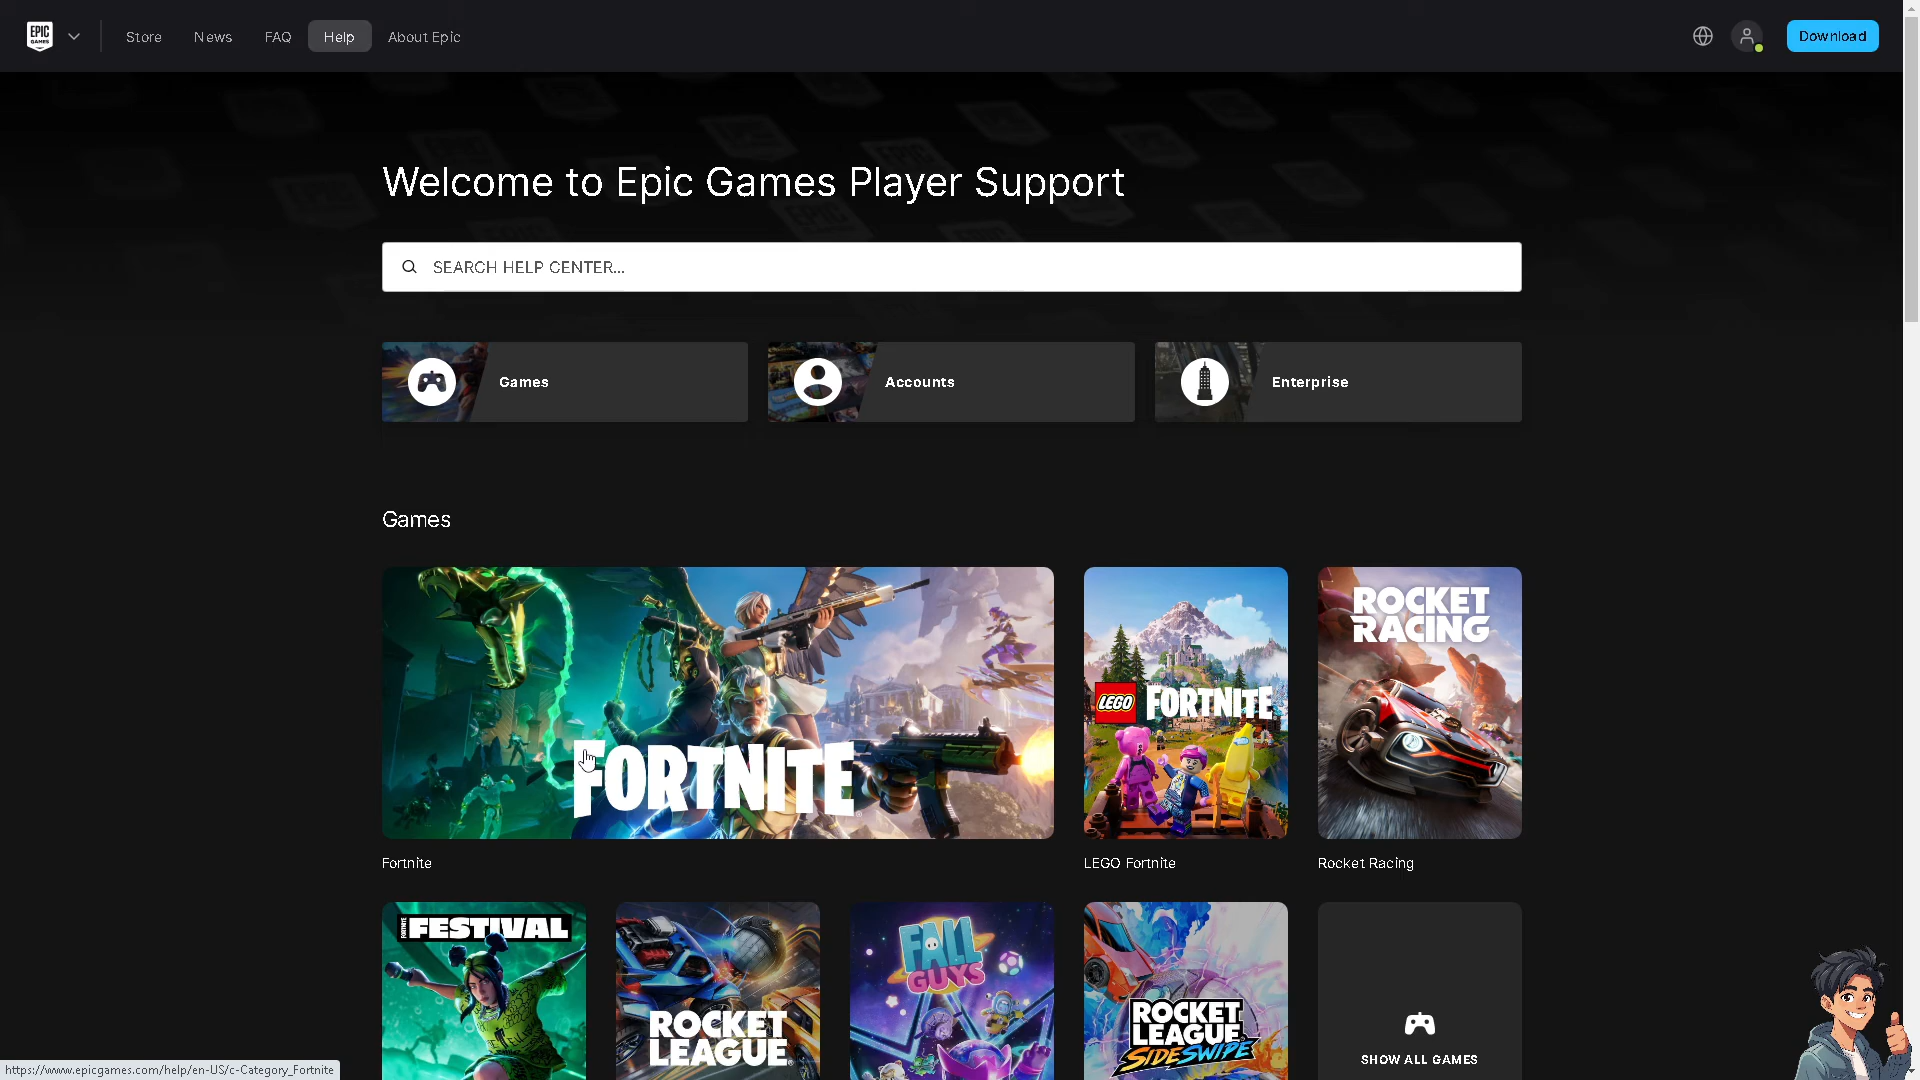 EPIC GAMES
Store
News
FAQ
Help
About Epic
Download
Welcome to Epic Games Player Support
SEARCH HELP CENTER...
Games
Accounts
Enterprise
Games
FORTNITE
LEGO FORTNITE
ROCKET
RACING
Fortnite
LEGO Fortnite
Rocket Racing
FORTNITE FESTIVAL
ROCKET
LEAGUE
FALL
GUYS
ROCKET
LEAGUE
SIDESWIPE
SHOW ALL GAMES
https://www.epicgames.com/help/en-US/c-Category_Fortnite